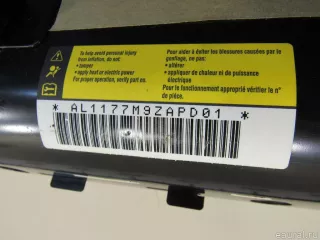 To help avoid personal injury
from inflation, do not:
• tamper
• apply heat or electric power
For proper operation, verify part no.
Pour aider à éviter les blessures causées par le
gonflage, ne pas:
• altérer
• appliquer de chaleur ni de puissance
électrique
Pour le fonctionnement approprié vérifier le n°
de pièce.
* AL1177M9ZAPD01 *